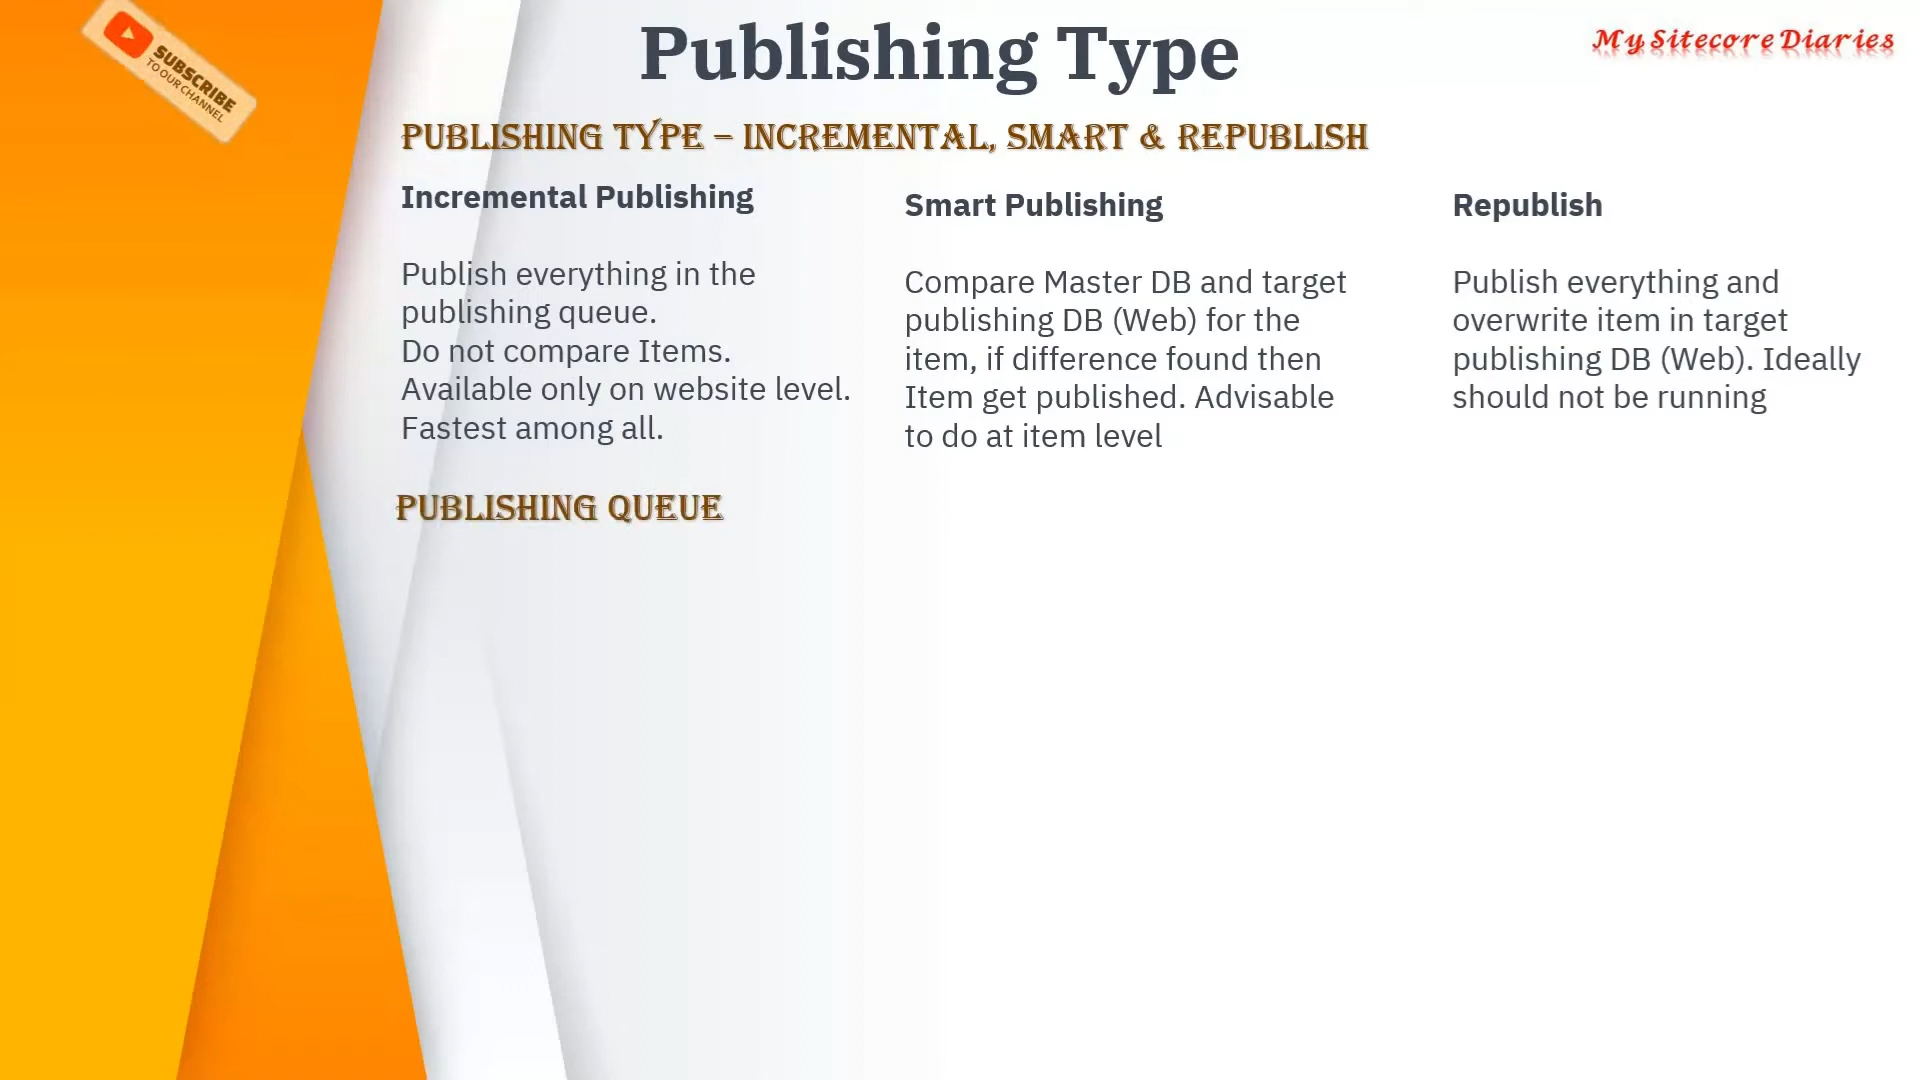 SUBSCRIBE
TO OUR CHANNEL
Publishing Type
My Sitecore Diaries
PUBLISHING TYPE – INCREMENTAL, SMART & REPUBLISH
Incremental Publishing
Publish everything in the
publishing queue.
Do not compare Items.
Available only on website level.
Fastest among all.
Smart Publishing
Compare Master DB and target
publishing DB (Web) for the
item, if difference found then
Item get published. Advisable
to do at item level
Republish
Publish everything and
overwrite item in target
publishing DB (Web). Ideally
should not be running
PUBLISHING QUEUE